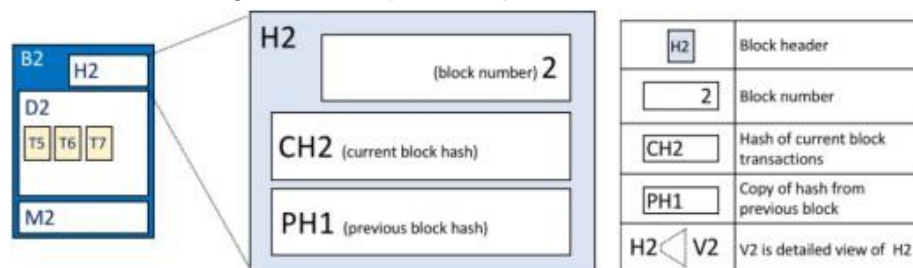 B2
H2
D2
T5 T6 T7
M2
H2
(block number) 2
CH2 (current block hash)
PH1 (previous block hash)
H2 Block header
2 Block number
CH2 Hash of current block
transactions
PH1 Copy of hash from
previous block
H2 V2 V2 is detailed view of H2